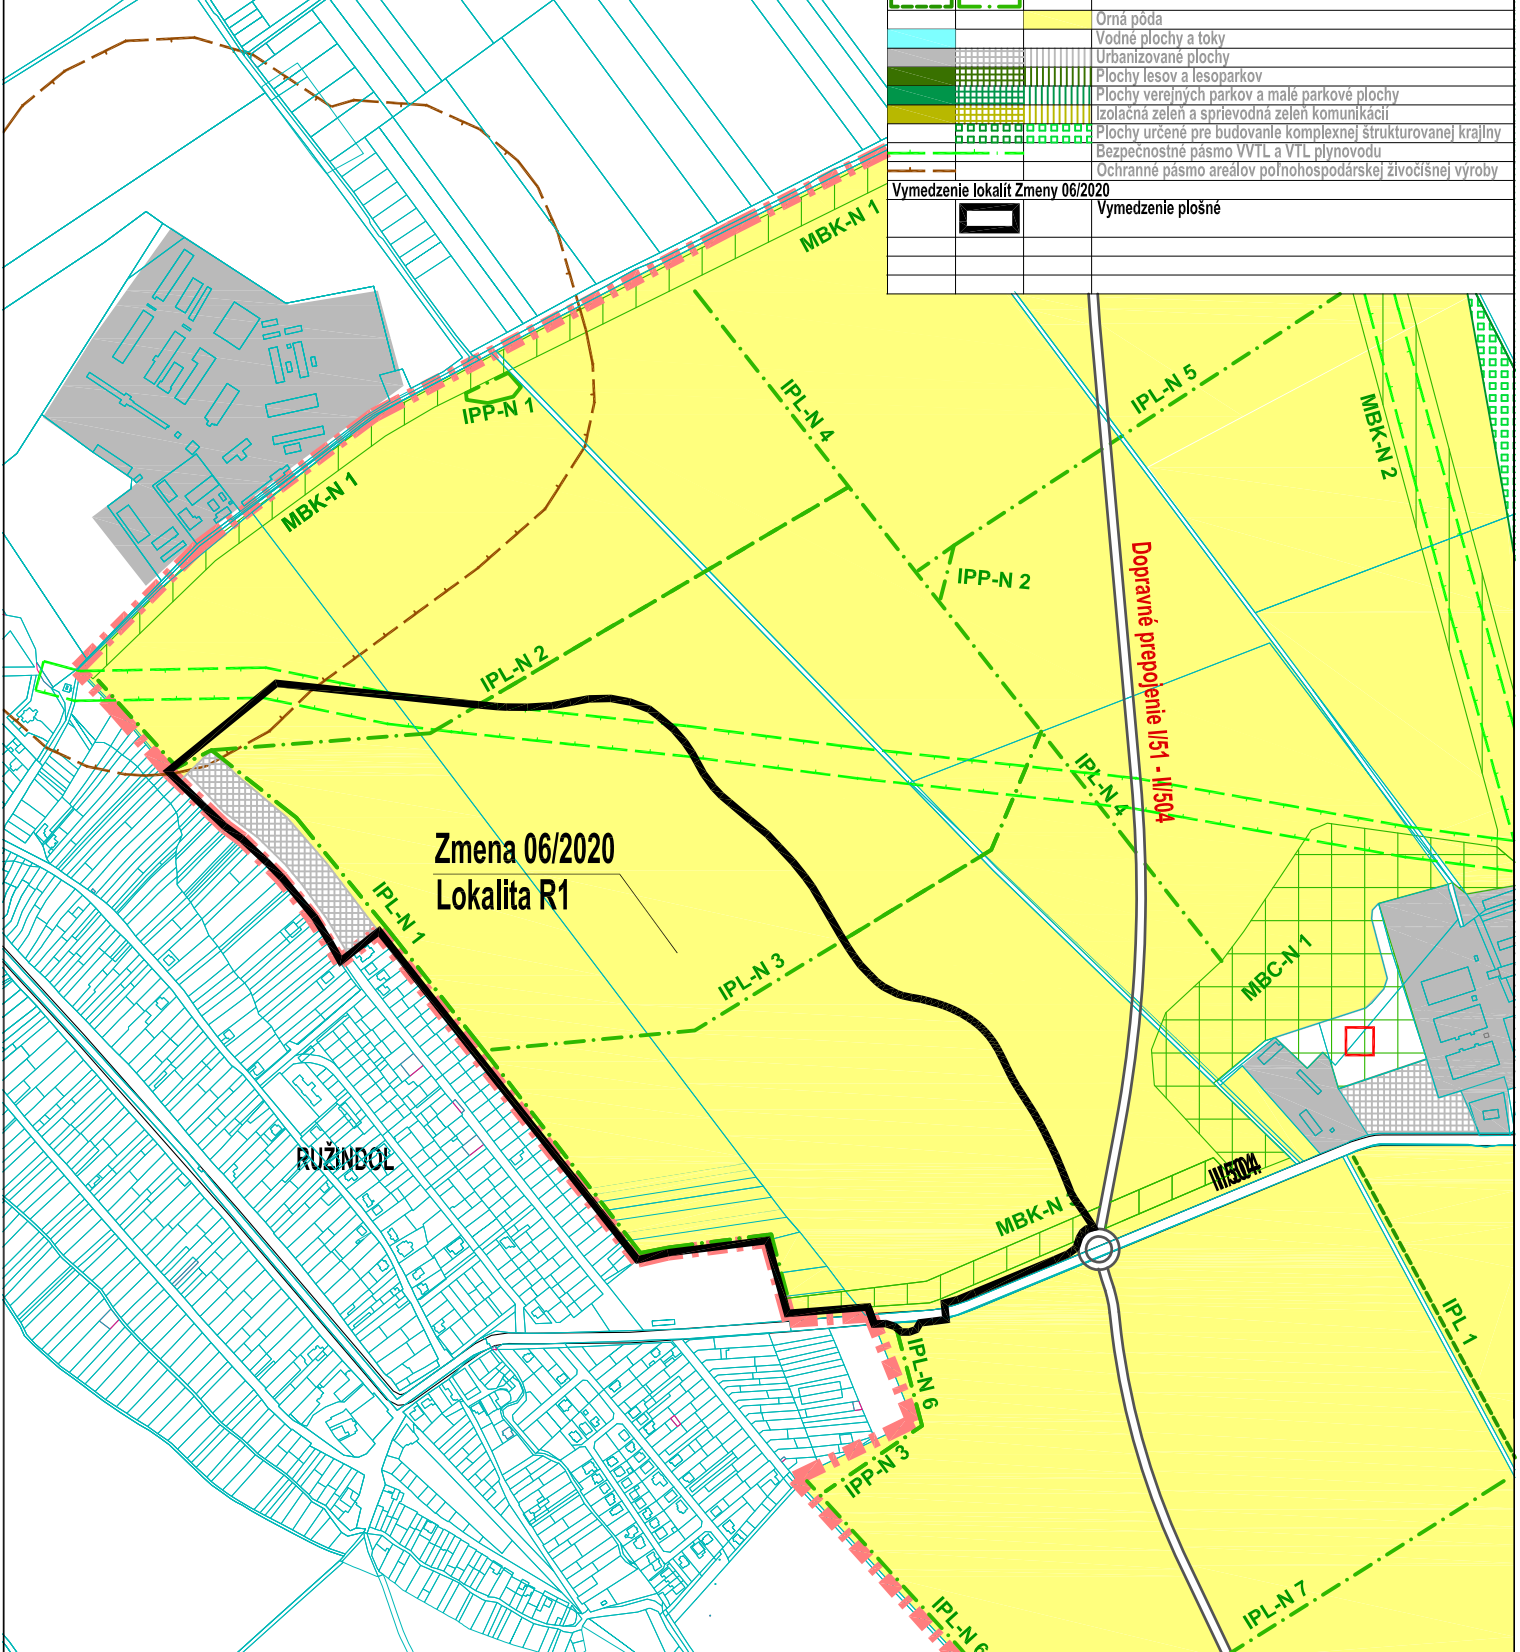 Orná pôda
Vodné plochy a toky
Urbanizované plochy
Plochy lesov a lesoparkov
Plochy verejných parkov a malé parkové plochy
Izolačná zeleň a sprievodná zeleň komunikácií
Plochy určené pre budovanie komplexnej štrukturovanej krajiny
Bezpečnostné pásmo VVTL a VTL plynovodu
Ochranné pásmo areálov poľnohospodárskej živočíšnej výroby
Vymedzenie lokalít Zmeny 06/2020
Vymedzenie plošné
MBK-N 1
IPL-N 5
IPL-N 4
IPP-N 1
MBK-N 2
MBK-N 1
IPP-N 2
Dopravné prepojenie I/51 - II/504
IPL-N 2
IPL-N 4
Zmena 06/2020
Lokalita R1
IPL-N 1
IPL-N 3
MBC-N 1
RUŽINDOL
MBK-N
IPL 1
IPL-N 6
IPP-N 3
IPL-N 7
IPL-N 6